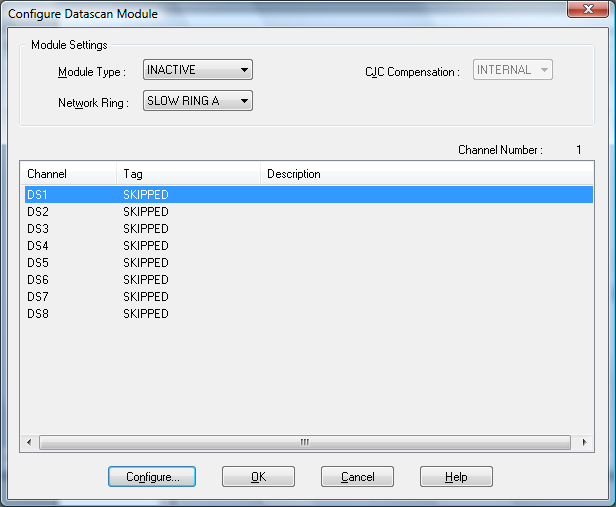 Configure Datascan Module
Module Settings
Module Type : INACTIVE CJC Compensation : INTERNAL
Network Ring : SLOW RING A
Channel Number : 1
Channel Tag Description
DS1 SKIPPED
DS2 SKIPPED
DS3 SKIPPED
DS4 SKIPPED
DS5 SKIPPED
DS6 SKIPPED
DS7 SKIPPED
DS8 SKIPPED
Configure... OK Cancel Help